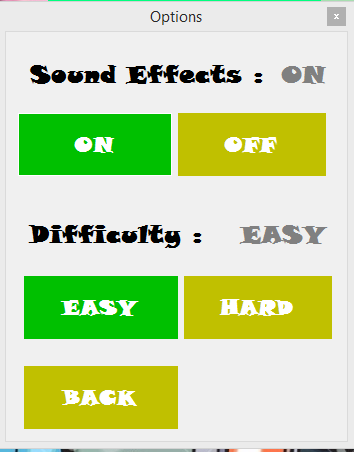 Options
x
Sound Effects : ON
ON OFF
Difficulty : EASY
EASY HARD
BACK